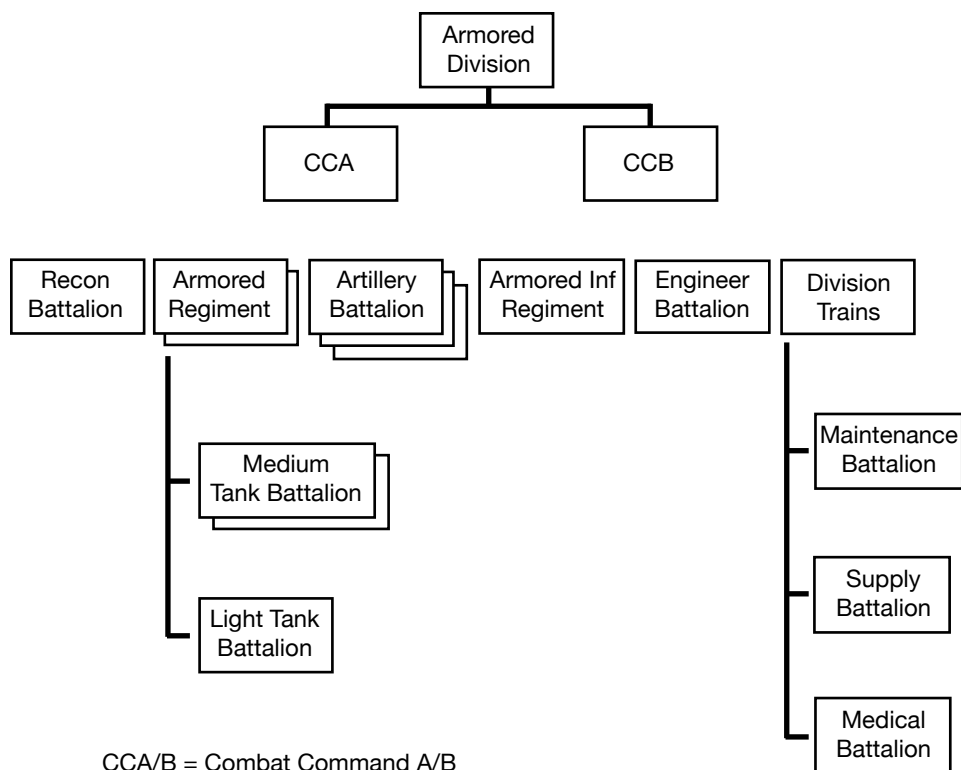 Armored
Division
CCA
CCB
Recon
Battalion
Armored
Regiment
Artillery
Battalion
Armored Inf
Regiment
Engineer
Battalion
Division
Trains
Medium
Tank Battalion
Maintenance
Battalion
Light Tank
Battalion
Supply
Battalion
Medical
Battalion
CCA/B = Combat Command A/B